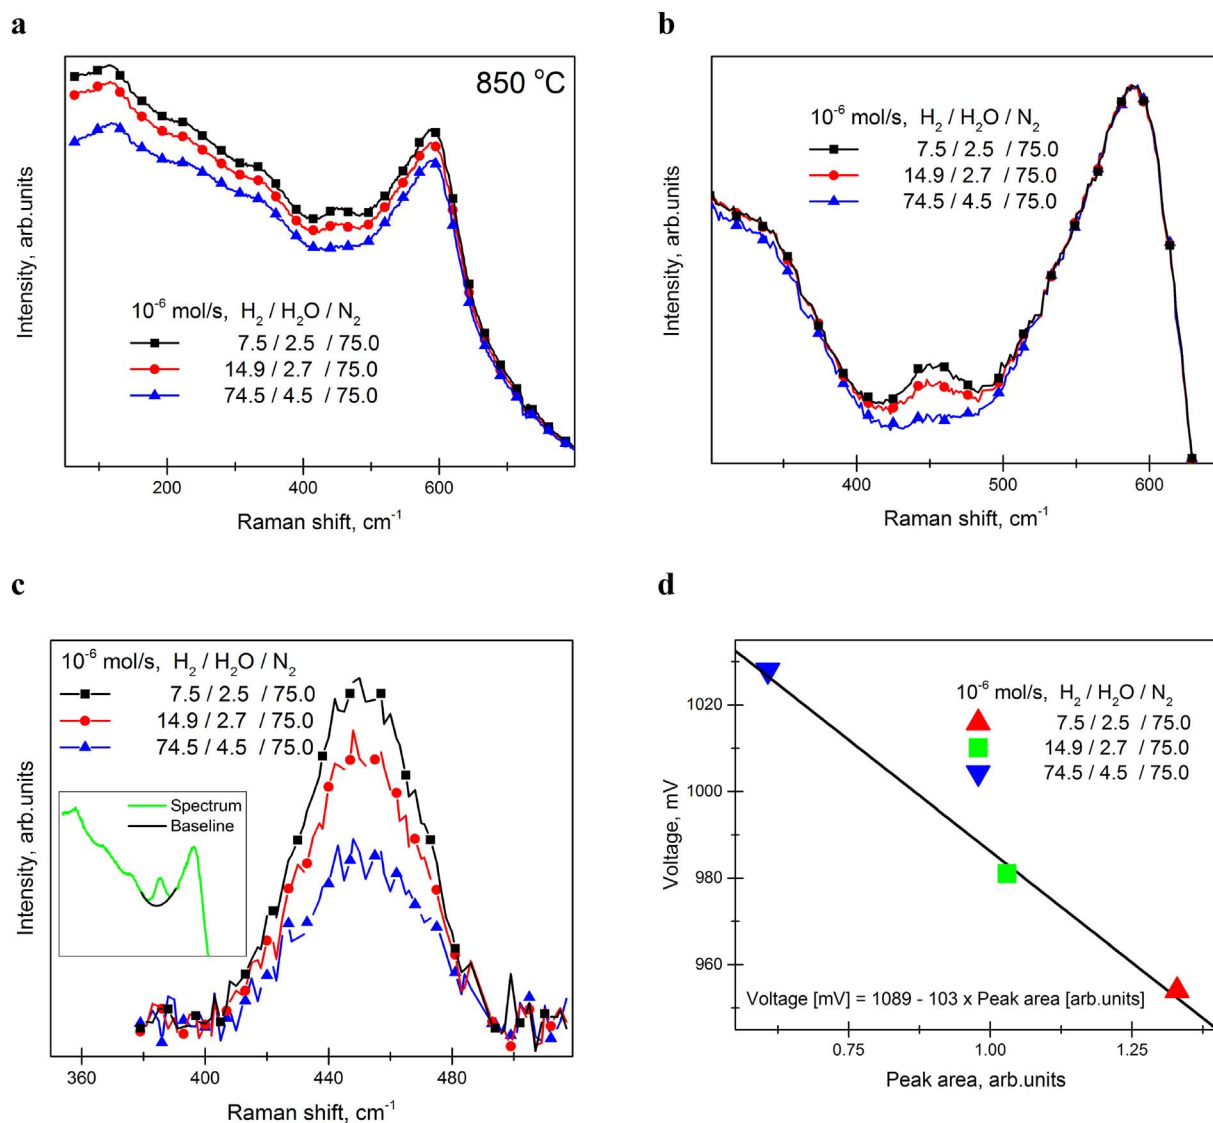 a
850 °C
Intensity, arb.units
10⁻⁶ mol/s, H₂ / H₂O / N₂
7.5 / 2.5 / 75.0
14.9 / 2.7 / 75.0
74.5 / 4.5 / 75.0
200 400 600
Raman shift, cm⁻¹
b
Intensity, arb.units
10⁻⁶ mol/s, H₂ / H₂O / N₂
7.5 / 2.5 / 75.0
14.9 / 2.7 / 75.0
74.5 / 4.5 / 75.0
400 500 600
Raman shift, cm⁻¹
c
Intensity, arb.units
10⁻⁶ mol/s, H₂ / H₂O / N₂
7.5 / 2.5 / 75.0
14.9 / 2.7 / 75.0
74.5 / 4.5 / 75.0
Spectrum
Baseline
360 400 440 480
Raman shift, cm⁻¹
d
Voltage, mV
1020
1000
980
960
10⁻⁶ mol/s, H₂ / H₂O / N₂
7.5 / 2.5 / 75.0
14.9 / 2.7 / 75.0
74.5 / 4.5 / 75.0
Voltage [mV] = 1089 - 103 x Peak area [arb.units]
0.75 1.00 1.25
Peak area, arb.units